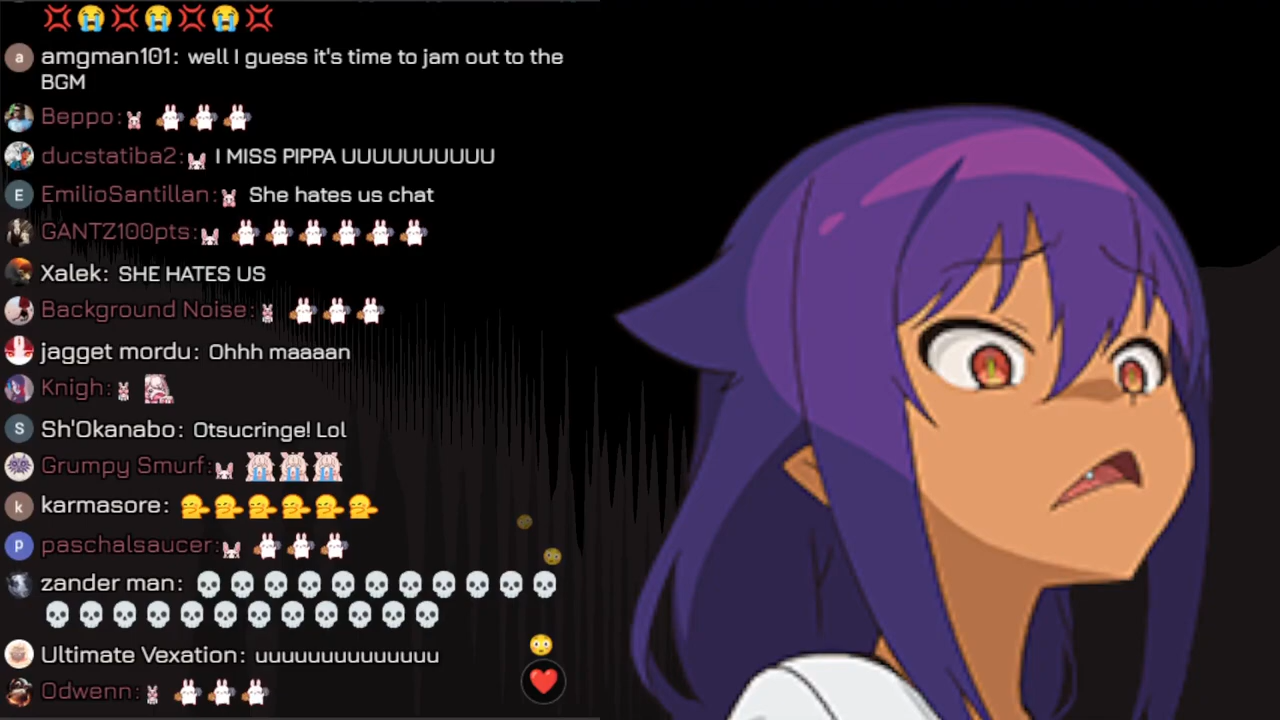 a amgman101: well I guess it's time to jam out to the
BGM
Beppo:
ducstatiba2: I MISS PIPPA UUUUUUUUUU
E EmilioSantillan: She hates us chat
GANTZ100pts:
Xalek: SHE HATES US
Background Noise:
jagget mordu: Ohhh maaaan
Knigh:
S Sh'Okanabo: Otsucringe! Lol
Grumpy Smurf:
k karmasore:
p paschalsaucer:
zander man:
Ultimate Vexation: uuuuuuuuuuuuuu
Odwenn: